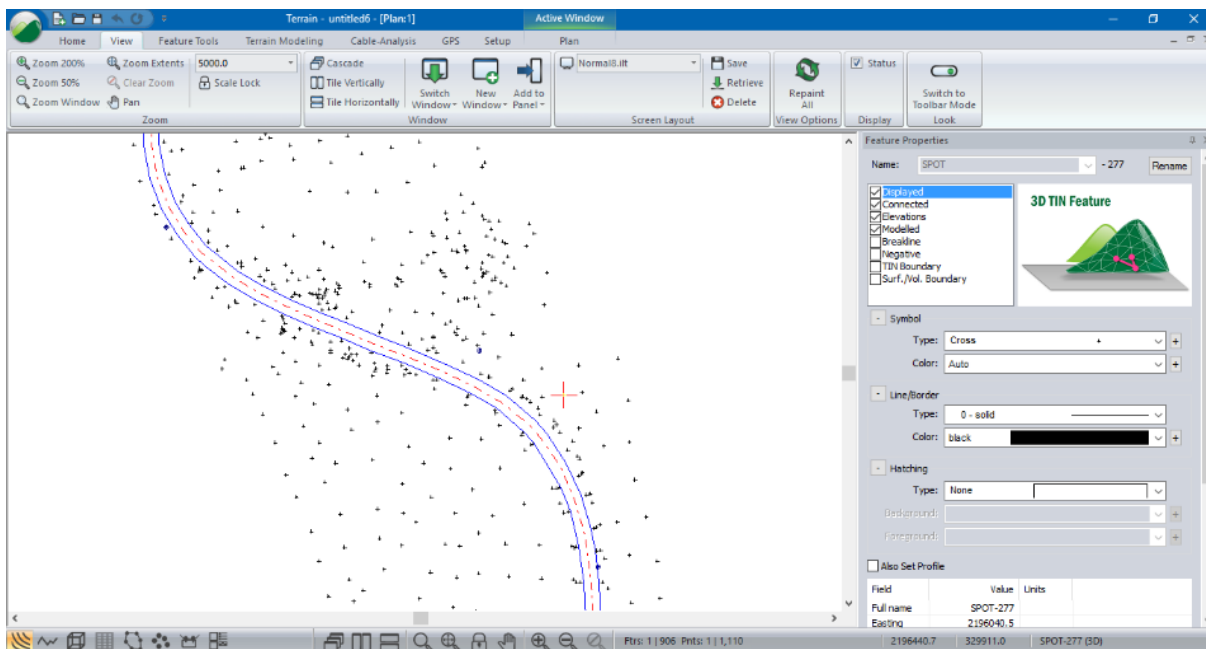 Terrain - untitled6 - [Plan:1]
Active Window
Home View Feature Tools Terrain Modeling Cable-Analysis GPS Setup Plan
Zoom 200% Zoom Extents 5000.0
Zoom 50% Clear Zoom Scale Lock
Zoom Window Pan
Zoom
Cascade
Tile Vertically
Tile Horizontally
Switch Window
New Window
Add to Panel
Window
Normal8.ilt
Save
Retrieve
Delete
Screen Layout
Repaint All
View Options
Status
Display
Switch to Toolbar Mode
Look
Feature Properties
Name: SPOT - 277 Rename
Displayed
Connected
Elevations
Modelled
Breakline
Negative
TIN Boundary
Surf./Vol. Boundary
3D TIN Feature
- Symbol
Type: Cross
Color: Auto
- Line/Border
Type: 0 - solid
Color: black
- Hatching
Type: None
Background:
Foreground:
Also Set Profile
Field Value Units
Full name SPOT-277
Easting 2196040.5
Ftrs: 1 | 906 Pnts: 1 | 1,110
2196440.7 329911.0 SPOT-277 (3D)